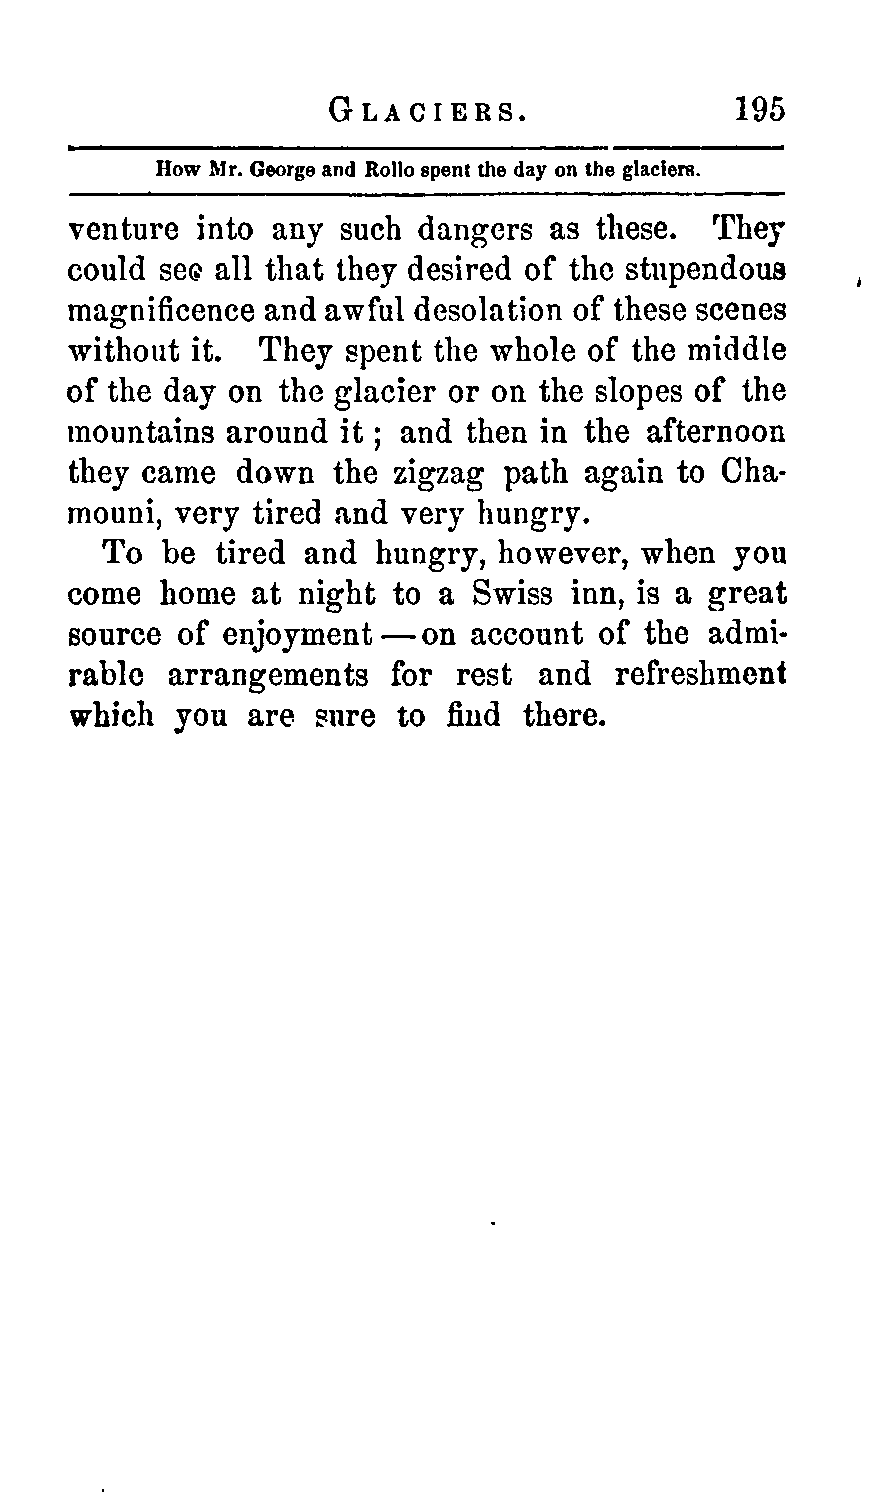 GLACIERS. 195
How Mr. George and Rollo spent the day on the glaciers.
venture into any such dangers as these. They
could see all that they desired of the stupendous
magnificence and awful desolation of these scenes
without it. They spent the whole of the middle
of the day on the glacier or on the slopes of the
mountains around it; and then in the afternoon
they came down the zigzag path again to Cha-
mouni, very tired and very hungry.
To be tired and hungry, however, when you
come home at night to a Swiss inn, is a great
source of enjoyment — on account of the admi-
rable arrangements for rest and refreshment
which you are sure to find there.